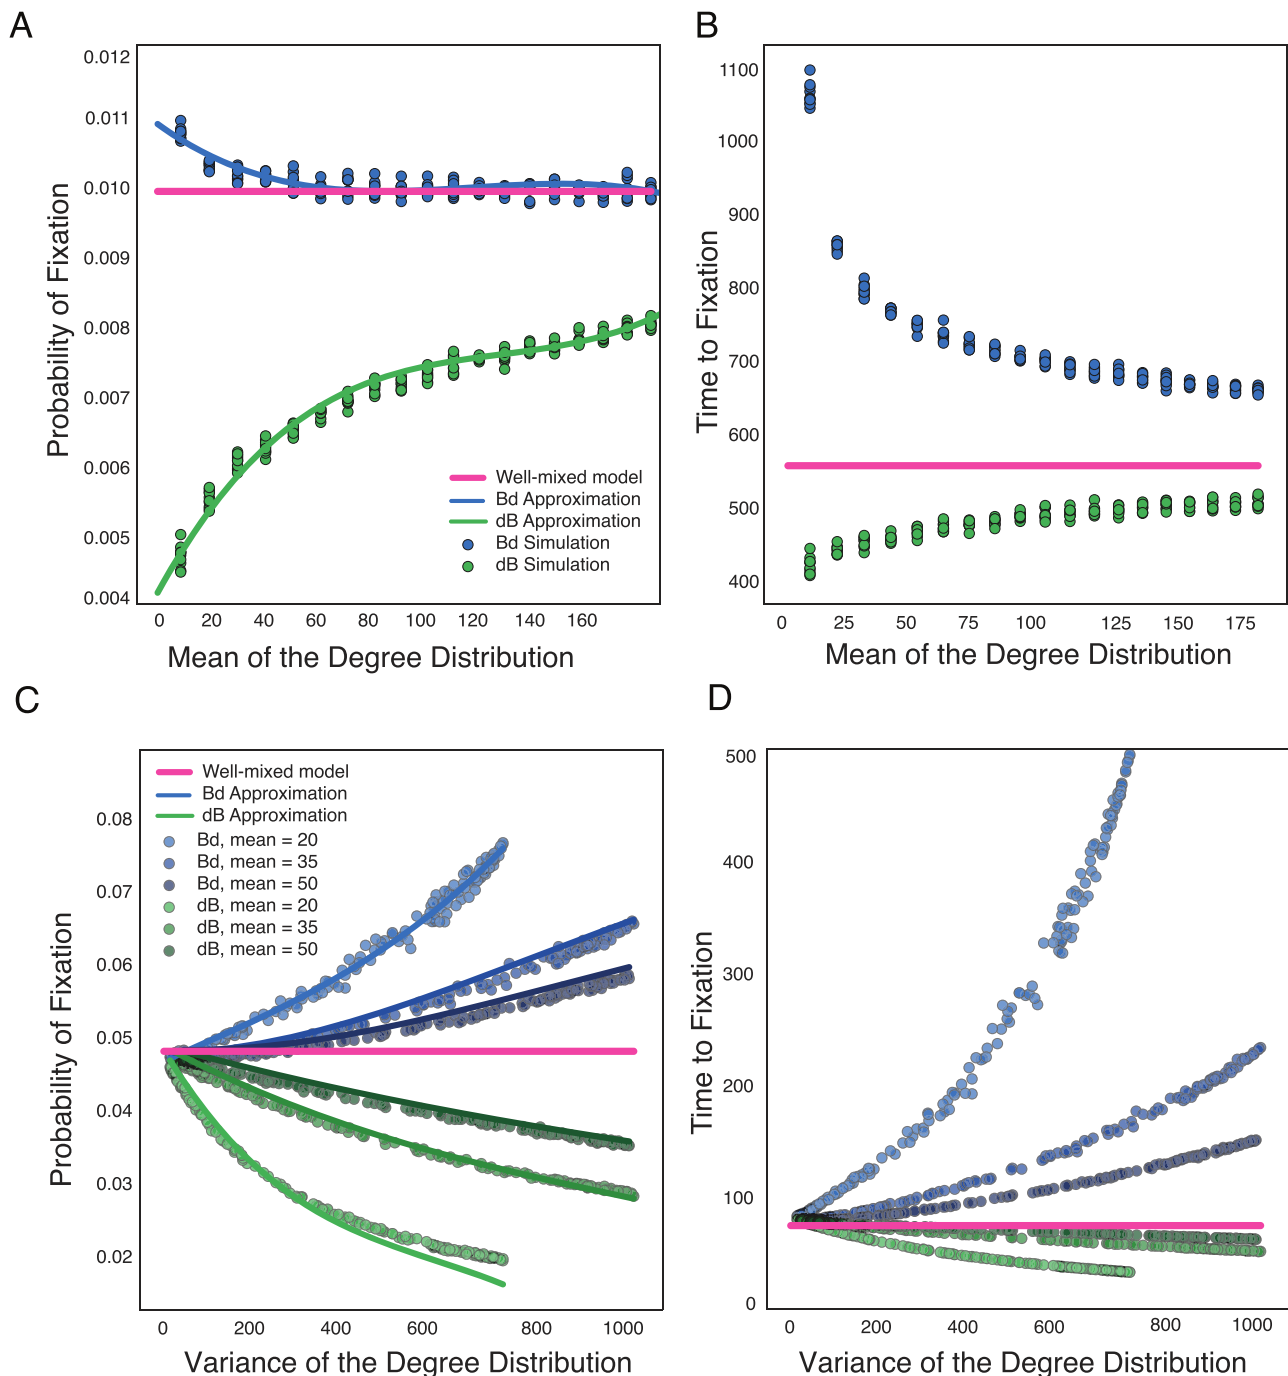 A
0.012
0.011
0.010
0.009
0.008
0.007
0.006
0.005
0.004
Probability of Fixation
Well-mixed model
Bd Approximation
dB Approximation
Bd Simulation
dB Simulation
0 20 40 60 80 100 120 140 160
Mean of the Degree Distribution
B
1100
1000
900
800
700
600
500
400
Time to Fixation
0 25 50 75 100 125 150 175
Mean of the Degree Distribution
C
Well-mixed model
Bd Approximation
dB Approximation
Bd, mean = 20
Bd, mean = 35
Bd, mean = 50
dB, mean = 20
dB, mean = 35
dB, mean = 50
0.08
0.07
0.06
0.05
0.04
0.03
0.02
Probability of Fixation
0 200 400 600 800 1000
Variance of the Degree Distribution
D
500
400
300
200
100
0
Time to Fixation
0 200 400 600 800 1000
Variance of the Degree Distribution